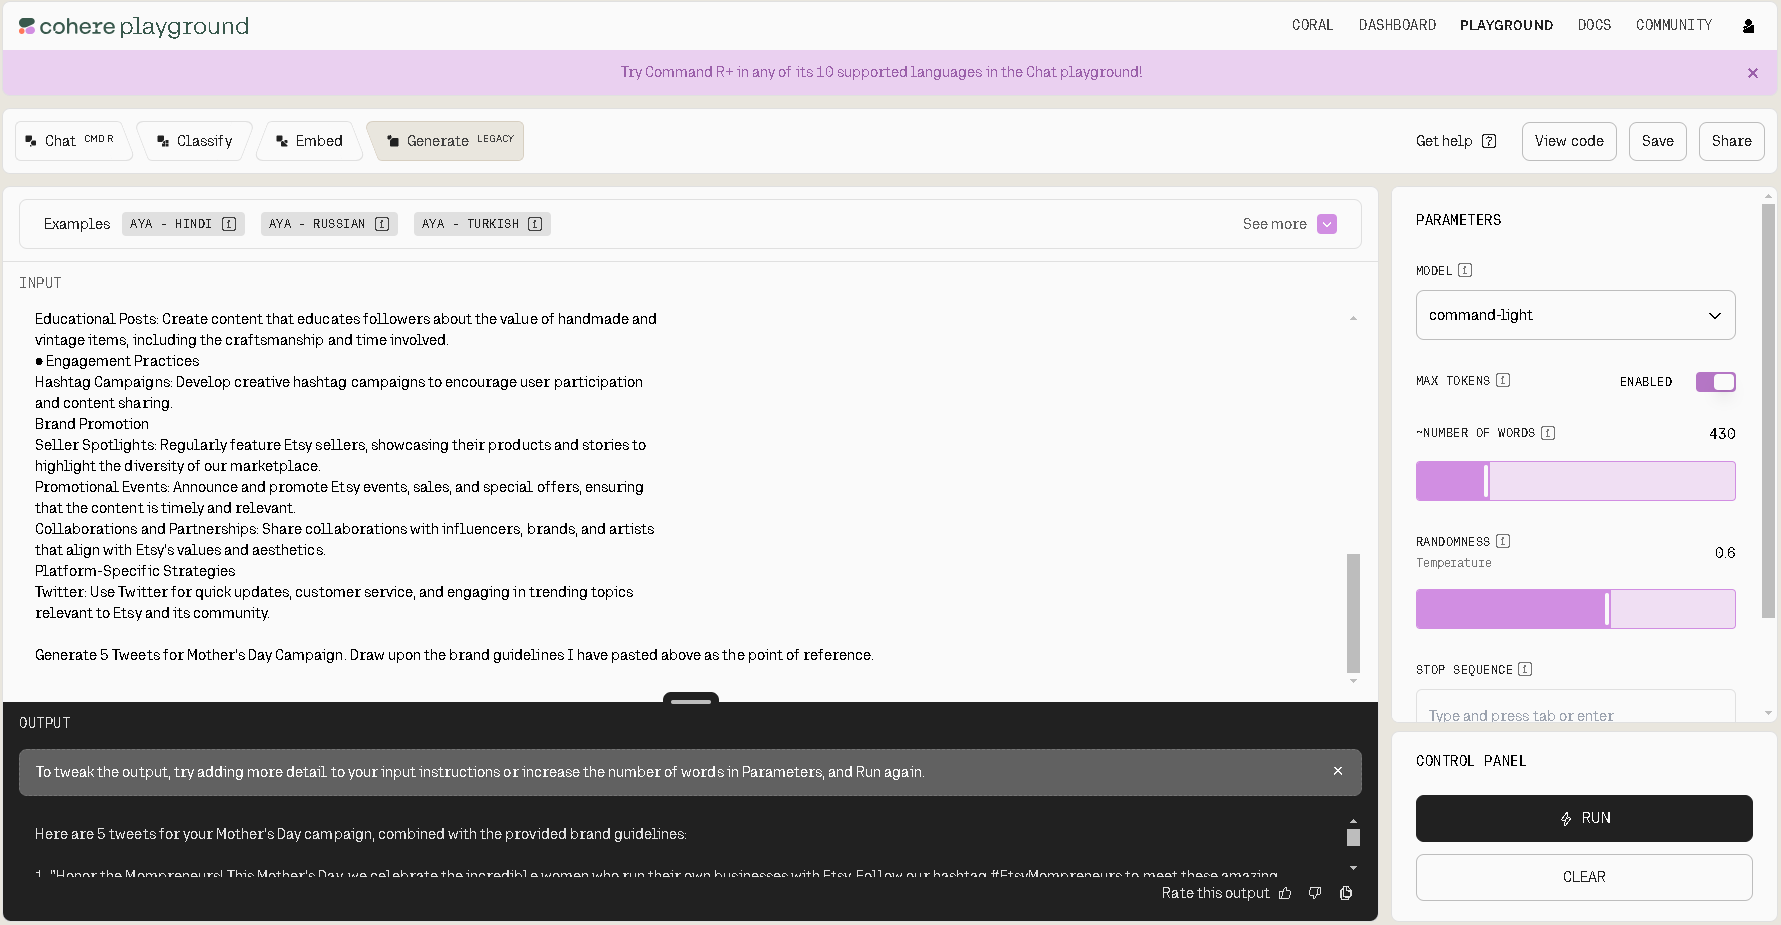 cohere playground
CORAL DASHBOARD PLAYGROUND DOCS COMMUNITY
Try Command R+ in any of its 10 supported languages in the Chat playground!
Chat CMD R Classify Embed Generate LEGACY
Get help View code Save Share
Examples AYA - HINDI AYA - RUSSIAN AYA - TURKISH See more
INPUT
Educational Posts: Create content that educates followers about the value of handmade and
vintage items, including the craftsmanship and time involved.
● Engagement Practices
Hashtag Campaigns: Develop creative hashtag campaigns to encourage user participation
and content sharing.
Brand Promotion
Seller Spotlights: Regularly feature Etsy sellers, showcasing their products and stories to
highlight the diversity of our marketplace.
Promotional Events: Announce and promote Etsy events, sales, and special offers, ensuring
that the content is timely and relevant.
Collaborations and Partnerships: Share collaborations with influencers, brands, and artists
that align with Etsy's values and aesthetics.
Platform-Specific Strategies
Twitter: Use Twitter for quick updates, customer service, and engaging in trending topics
relevant to Etsy and its community.
Generate 5 Tweets for Mother's Day Campaign. Draw upon the brand guidelines I have pasted above as the point of reference.
OUTPUT
To tweak the output, try adding more detail to your input instructions or increase the number of words in Parameters, and Run again.
Here are 5 tweets for your Mother's Day campaign, combined with the provided brand guidelines:
1. "Honor the Mompreneurs! This Mother's Day, we celebrate the incredible women who run their own businesses with Etsy. Follow our hashtag #EtsyMompreneurs to meet these amazing
Rate this output
PARAMETERS
MODEL
command-light
MAX TOKENS ENABLED
~NUMBER OF WORDS 430
RANDOMNESS 0.6
Temperature
STOP SEQUENCE
Type and press tab or enter
CONTROL PANEL
RUN
CLEAR